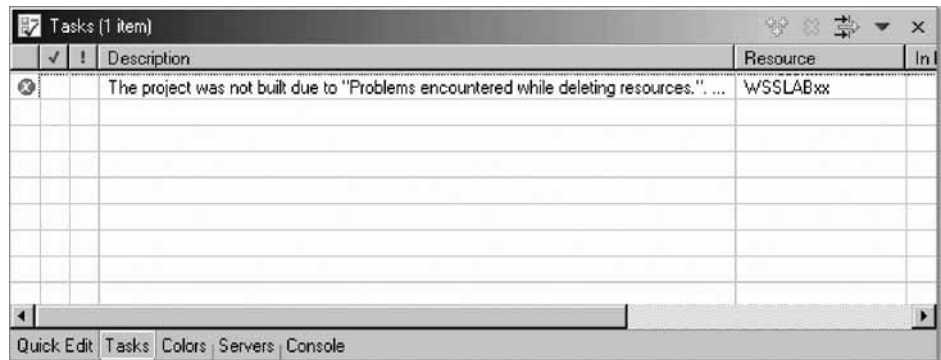 Tasks (1 item)
✓ ! Description Resource In
The project was not built due to "Problems encountered while deleting resources.". ... WSSLABxx
Quick Edit Tasks Colors Servers Console